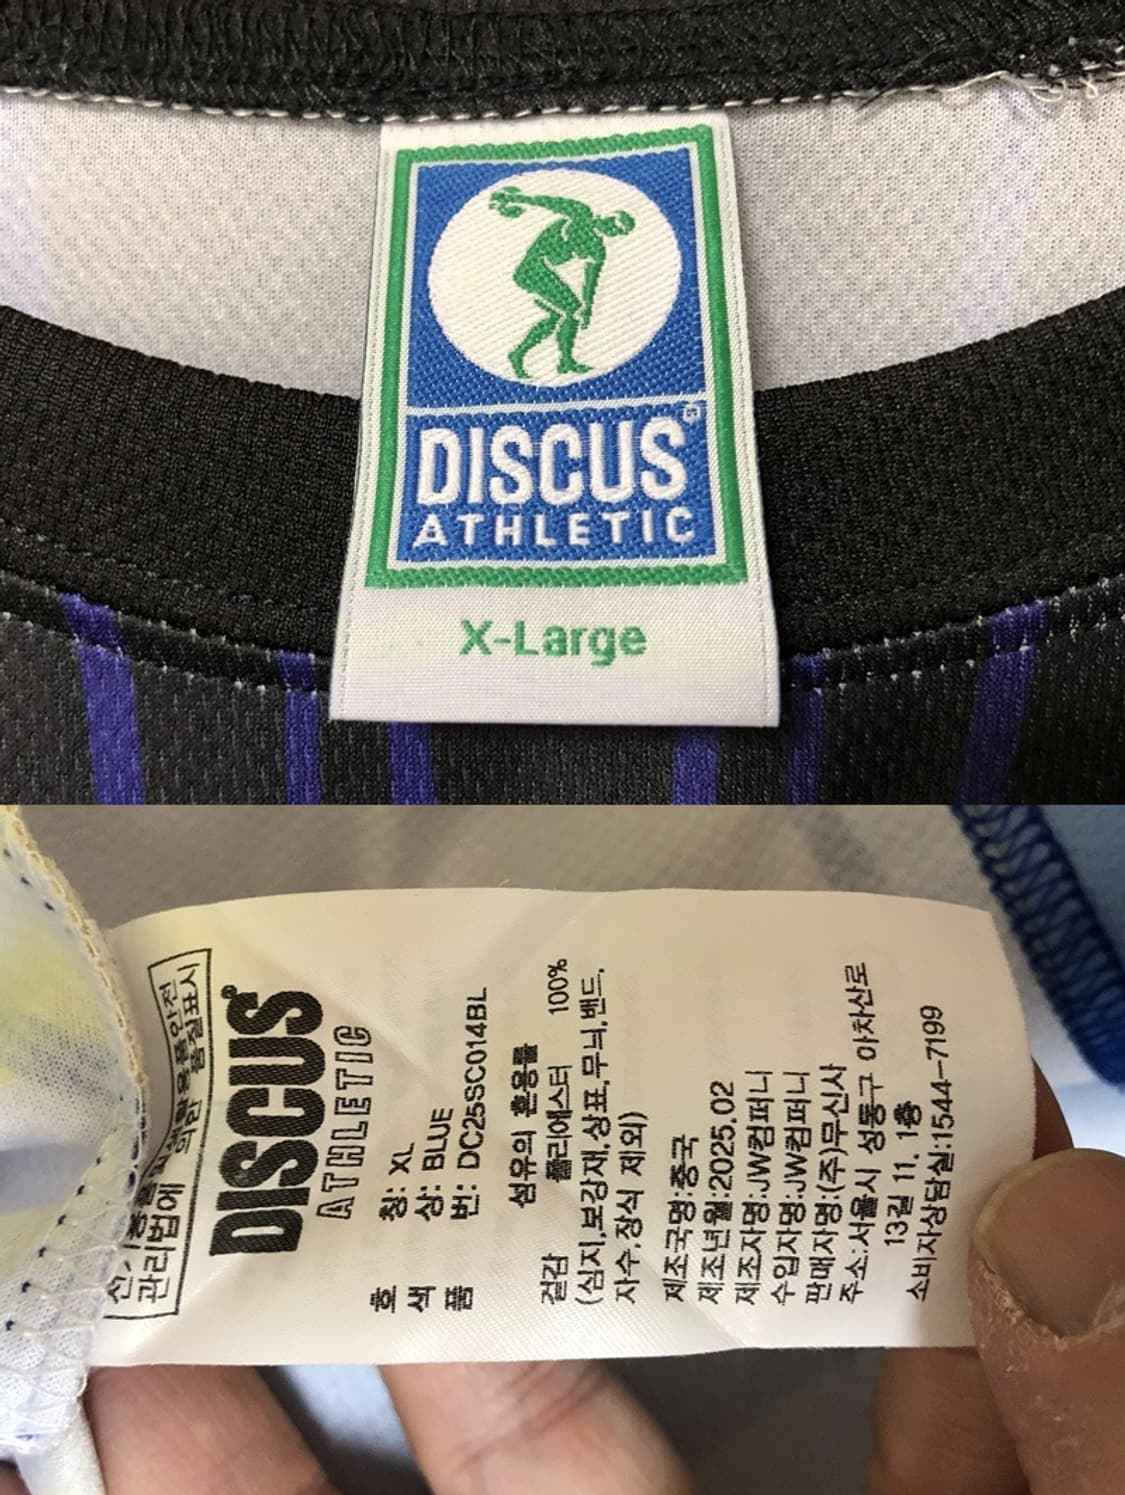 DISCUS®
ATHLETIC
X-Large
전기용품 및 생활용품 안전
관리법에 의한 품질표시
DISCUS®
ATHLETIC
호 칭: XL
색 상: BLUE
품 번: DC25SC014BL
섬유의 혼용률
겉감 폴리에스터 100%
(심지,보강재,상표,무늬,밴드,
자수,장식 제외)
제조국명:중국
제조년월:2025.02
제조자명:JW컴퍼니
수입자명:JW컴퍼니
판매자명:(주)무신사
주소:서울시 성동구 아차산로
13길 11. 1층
소비자상담실:1544-7199